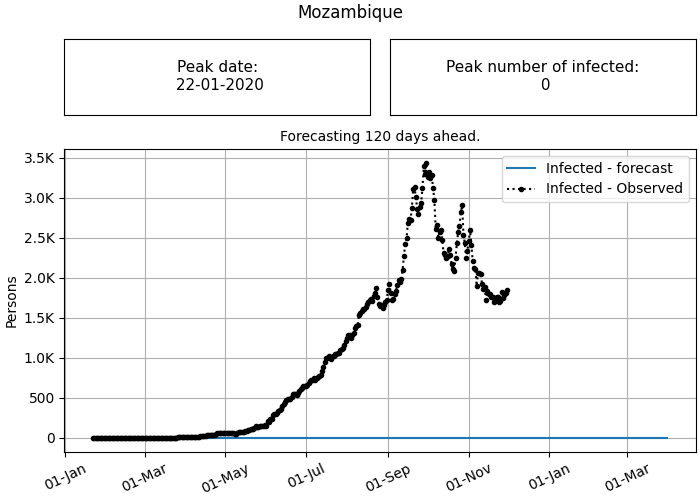 Mozambique
Peak date:
22-01-2020
Peak number of infected:
0
Forecasting 120 days ahead.
Infected - forecast
Infected - Observed
Persons
3.5K
3.0K
2.5K
2.0K
1.5K
1.0K
500
0
01-Jan
01-Mar
01-May
01-Jul
01-Sep
01-Nov
01-Jan
01-Mar